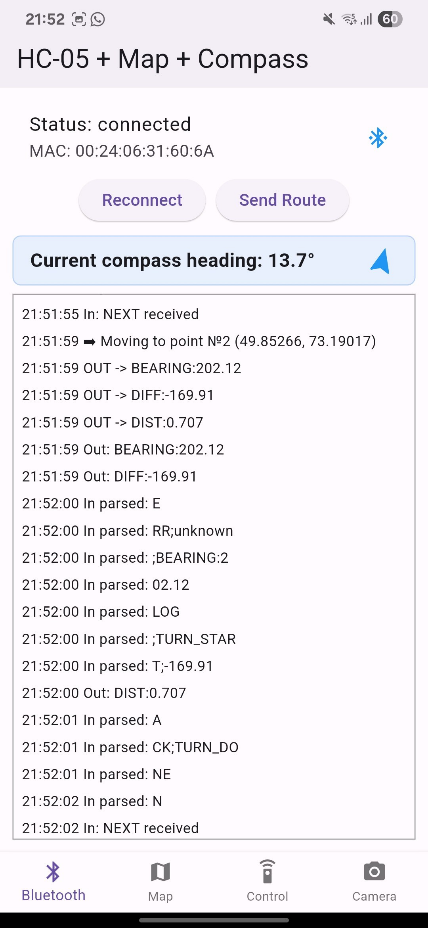 21:52 60
HC-05 + Map + Compass
Status: connected
MAC: 00:24:06:31:60:6A
Reconnect Send Route
Current compass heading: 13.7°
21:51:55 In: NEXT received
21:51:59 ➡ Moving to point №2 (49.85266, 73.19017)
21:51:59 OUT -> BEARING:202.12
21:51:59 OUT -> DIFF:-169.91
21:51:59 OUT -> DIST:0.707
21:51:59 Out: BEARING:202.12
21:51:59 Out: DIFF:-169.91
21:52:00 In parsed: E
21:52:00 In parsed: RR;unknown
21:52:00 In parsed: ;BEARING:2
21:52:00 In parsed: 02.12
21:52:00 In parsed: LOG
21:52:00 In parsed: ;TURN_STAR
21:52:00 In parsed: T;-169.91
21:52:00 Out: DIST:0.707
21:52:01 In parsed: A
21:52:01 In parsed: CK;TURN_DO
21:52:01 In parsed: NE
21:52:02 In parsed: N
21:52:02 In: NEXT received
Bluetooth Map Control Camera